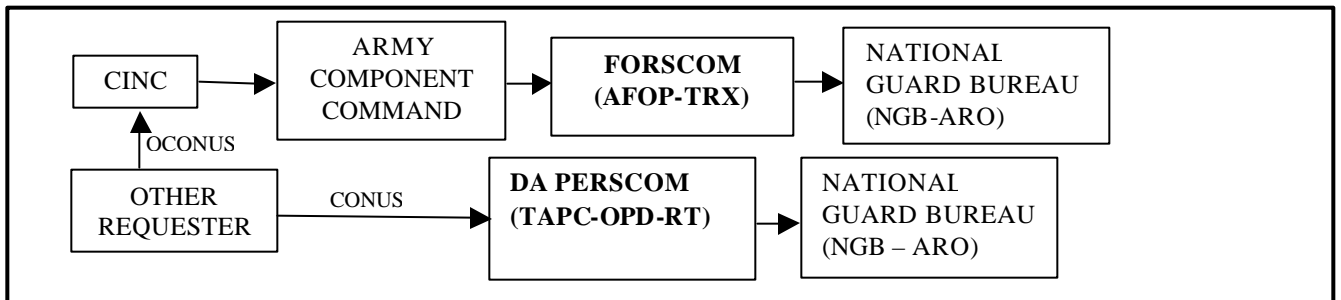 CINC
ARMY
COMPONENT
COMMAND
FORSCOM
(AFOP-TRX)
NATIONAL
GUARD BUREAU
(NGB-ARO)
OCONUS
OTHER
REQUESTER
CONUS
DA PERSCOM
(TAPC-OPD-RT)
NATIONAL
GUARD BUREAU
(NGB – ARO)